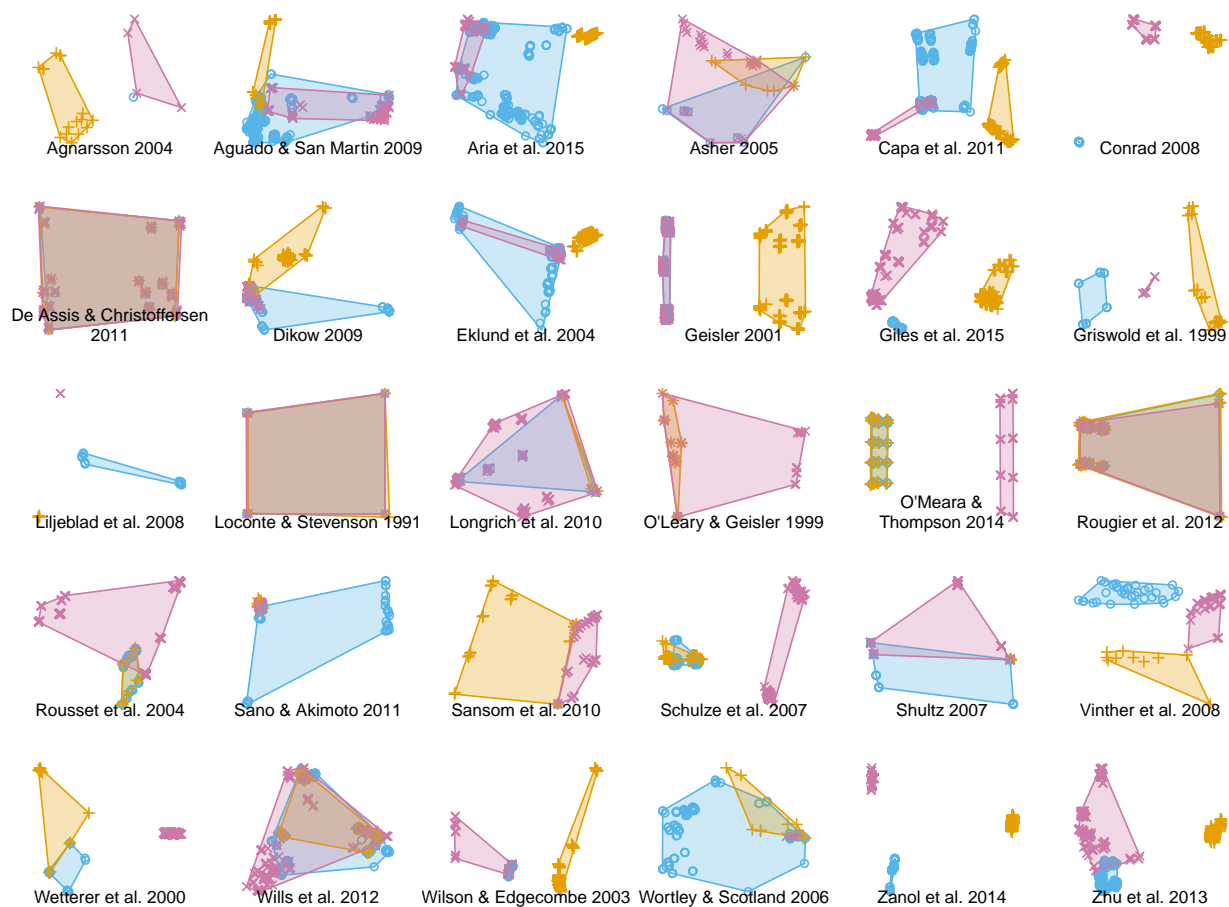 Agnarsson 2004
Aguado & San Martin 2009
Aria et al. 2015
Asher 2005
Capa et al. 2011
Conrad 2008
De Assis & Christoffersen
2011
Dikow 2009
Eklund et al. 2004
Geisler 2001
Giles et al. 2015
Griswold et al. 1999
Liljeblad et al. 2008
Loconte & Stevenson 1991
Longrich et al. 2010
O'Leary & Geisler 1999
O'Meara &
Thompson 2014
Rougier et al. 2012
Rousset et al. 2004
Sano & Akimoto 2011
Sansom et al. 2010
Schulze et al. 2007
Shultz 2007
Vinther et al. 2008
Wetterer et al. 2000
Wills et al. 2012
Wilson & Edgecombe 2003
Wortley & Scotland 2006
Zanol et al. 2014
Zhu et al. 2013